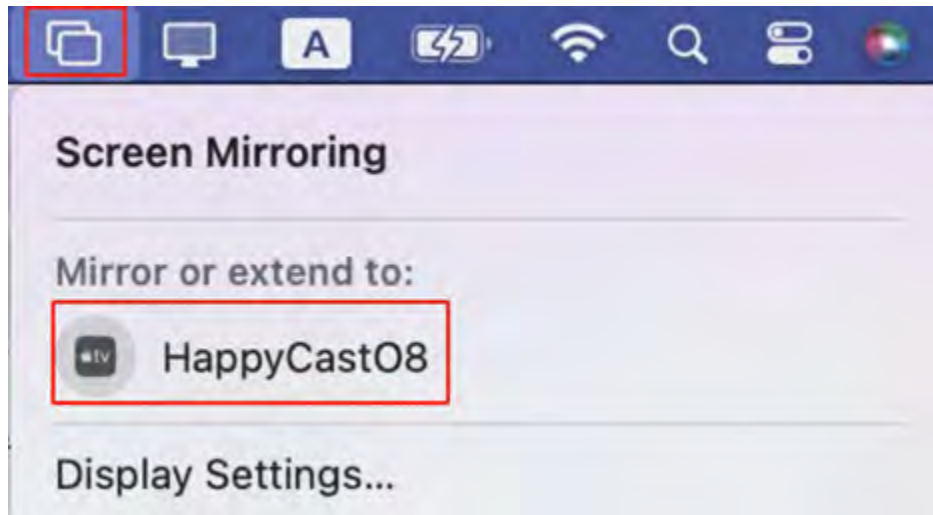 A
Screen Mirroring
Mirror or extend to:
tv HappyCastO8
Display Settings...